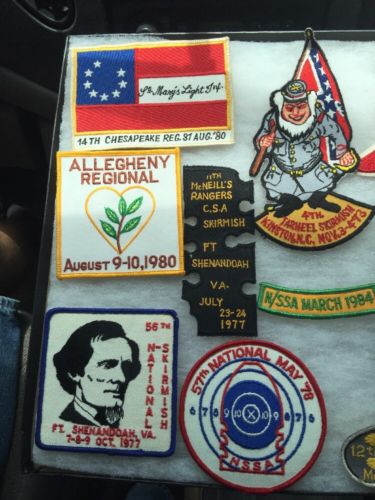 St. Mary's Light Inf.
14TH CHESAPEAKE REG. 31 AUG. '80
ALLEGHENY
REGIONAL
AUGUST 9-10, 1980
11TH
McNEILL'S
RANGERS
C.S.A
SKIRMISH
FT
SHENANDOAH
VA.
JULY
23-24
1977
4TH.
TARHEEL SKIRMISH
KINSTON, N.C, NOV. 3-4-73
N/SSA MARCH 1984
56TH
NATIONAL
N-S
SKIRMISH
FT. SHENANDOAH, VA.
7-8-9 OCT. 1977
57TH NATIONAL MAY '78
6 7 8 9 10 X 10 9 8 7 6
NSSA
12TH